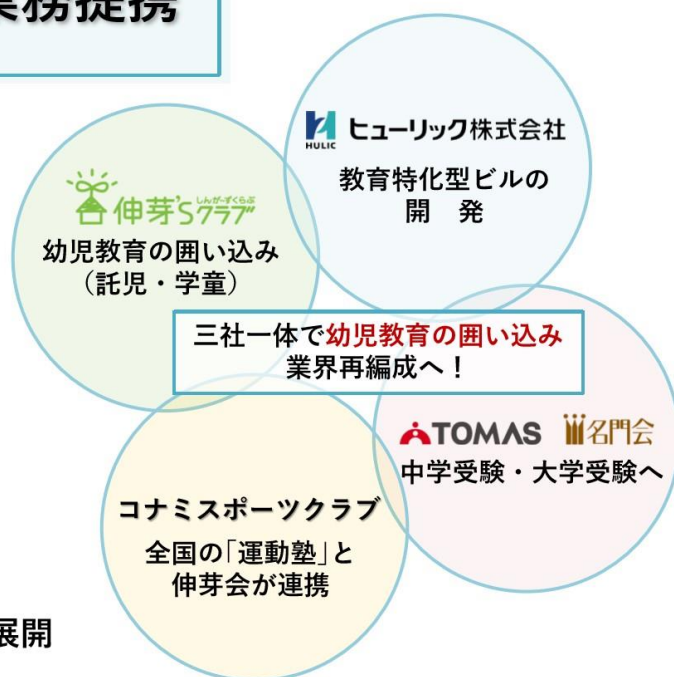 業務提携
HULIC
ヒューリック株式会社
教育特化型ビルの
開 発
しんが~ずくらぶ
伸芽'Sクラブ
幼児教育の囲い込み
（託児・学童）
三社一体で幼児教育の囲い込み
業界再編成へ！
TOMAS 名門会
中学受験・大学受験へ
コナミスポーツクラブ
全国の「運動塾」と
伸芽会が連携
展開